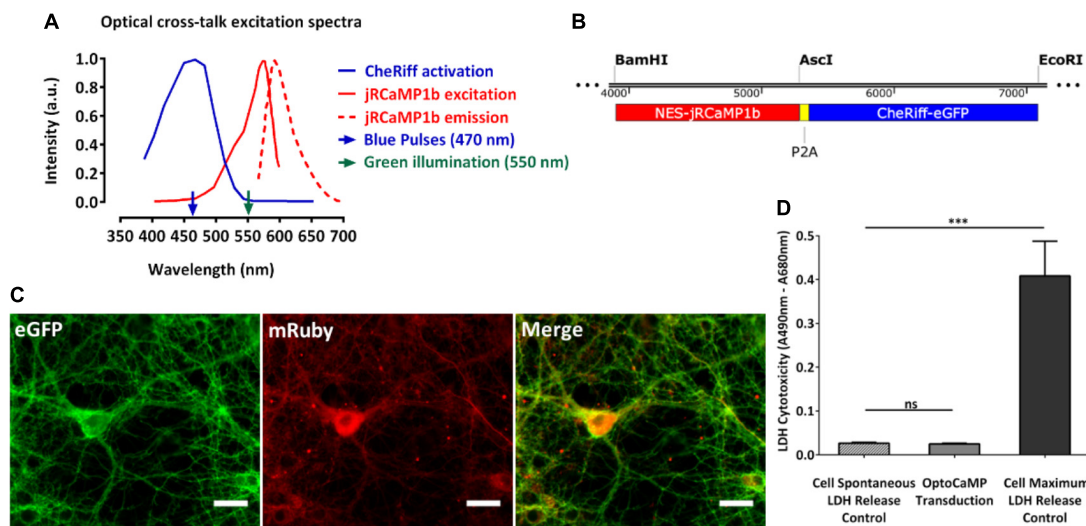 A
Optical cross-talk excitation spectra
Intensity (a.u.)
1.0
0.8
0.6
0.4
0.2
0.0
350 400 450 500 550 600 650 700
Wavelength (nm)
CheRiff activation
jRCaMP1b excitation
jRCaMP1b emission
Blue Pulses (470 nm)
Green illumination (550 nm)
B
BamHI AscI EcoRI
4000 5000 6000 7000
NES-jRCaMP1b CheRiff-eGFP
P2A
C
eGFP mRuby Merge
D
LDH Cytotoxicity (A490nm - A680nm)
0.5
0.4
0.3
0.2
0.1
0.0
***
ns
Cell Spontaneous LDH Release Control
OptoCaMP Transduction
Cell Maximum LDH Release Control